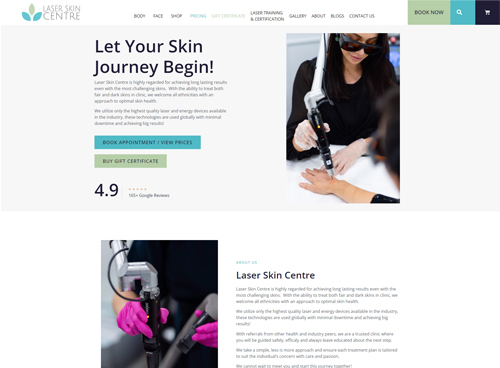 LASER SKIN
CENTRE
BODY FACE SHOP PRICING GIFT CERTIFICATE LASER TRAINING & CERTIFICATION GALLERY ABOUT BLOGS CONTACT US
BOOK NOW
Let Your Skin
Journey Begin!
Laser Skin Centre is highly regarded for achieving long lasting results
even with the most challenging skins. With the ability to treat both
fair and dark skins in clinic, we welcome all ethnicities with an
approach to optimal skin health.
We utilize only the highest quality laser and energy devices available
in the industry, these technologies are used globally with minimal
downtime and achieving big results!
BOOK APPOINTMENT / VIEW PRICES
BUY GIFT CERTIFICATE
4.9
165+ Google Reviews
ABOUT US
Laser Skin Centre
Laser Skin Centre is highly regarded for achieving long lasting results even with the
most challenging skins. With the ability to treat both fair and dark skins in clinic, we
welcome all ethnicities with an approach to optimal skin health.
We utilize only the highest quality laser and energy devices available in the industry,
these technologies are used globally with minimal downtime and achieving big
results!
With referrals from other health and industry peers, we are a trusted clinic where
you will be guided safely, efficaly and always leave educated about the next step.
We take a simple, less is more approach and ensure each treatment plan is tailored
to suit the individual's concern with care and passion.
We cannot wait to meet you and start this journey together!